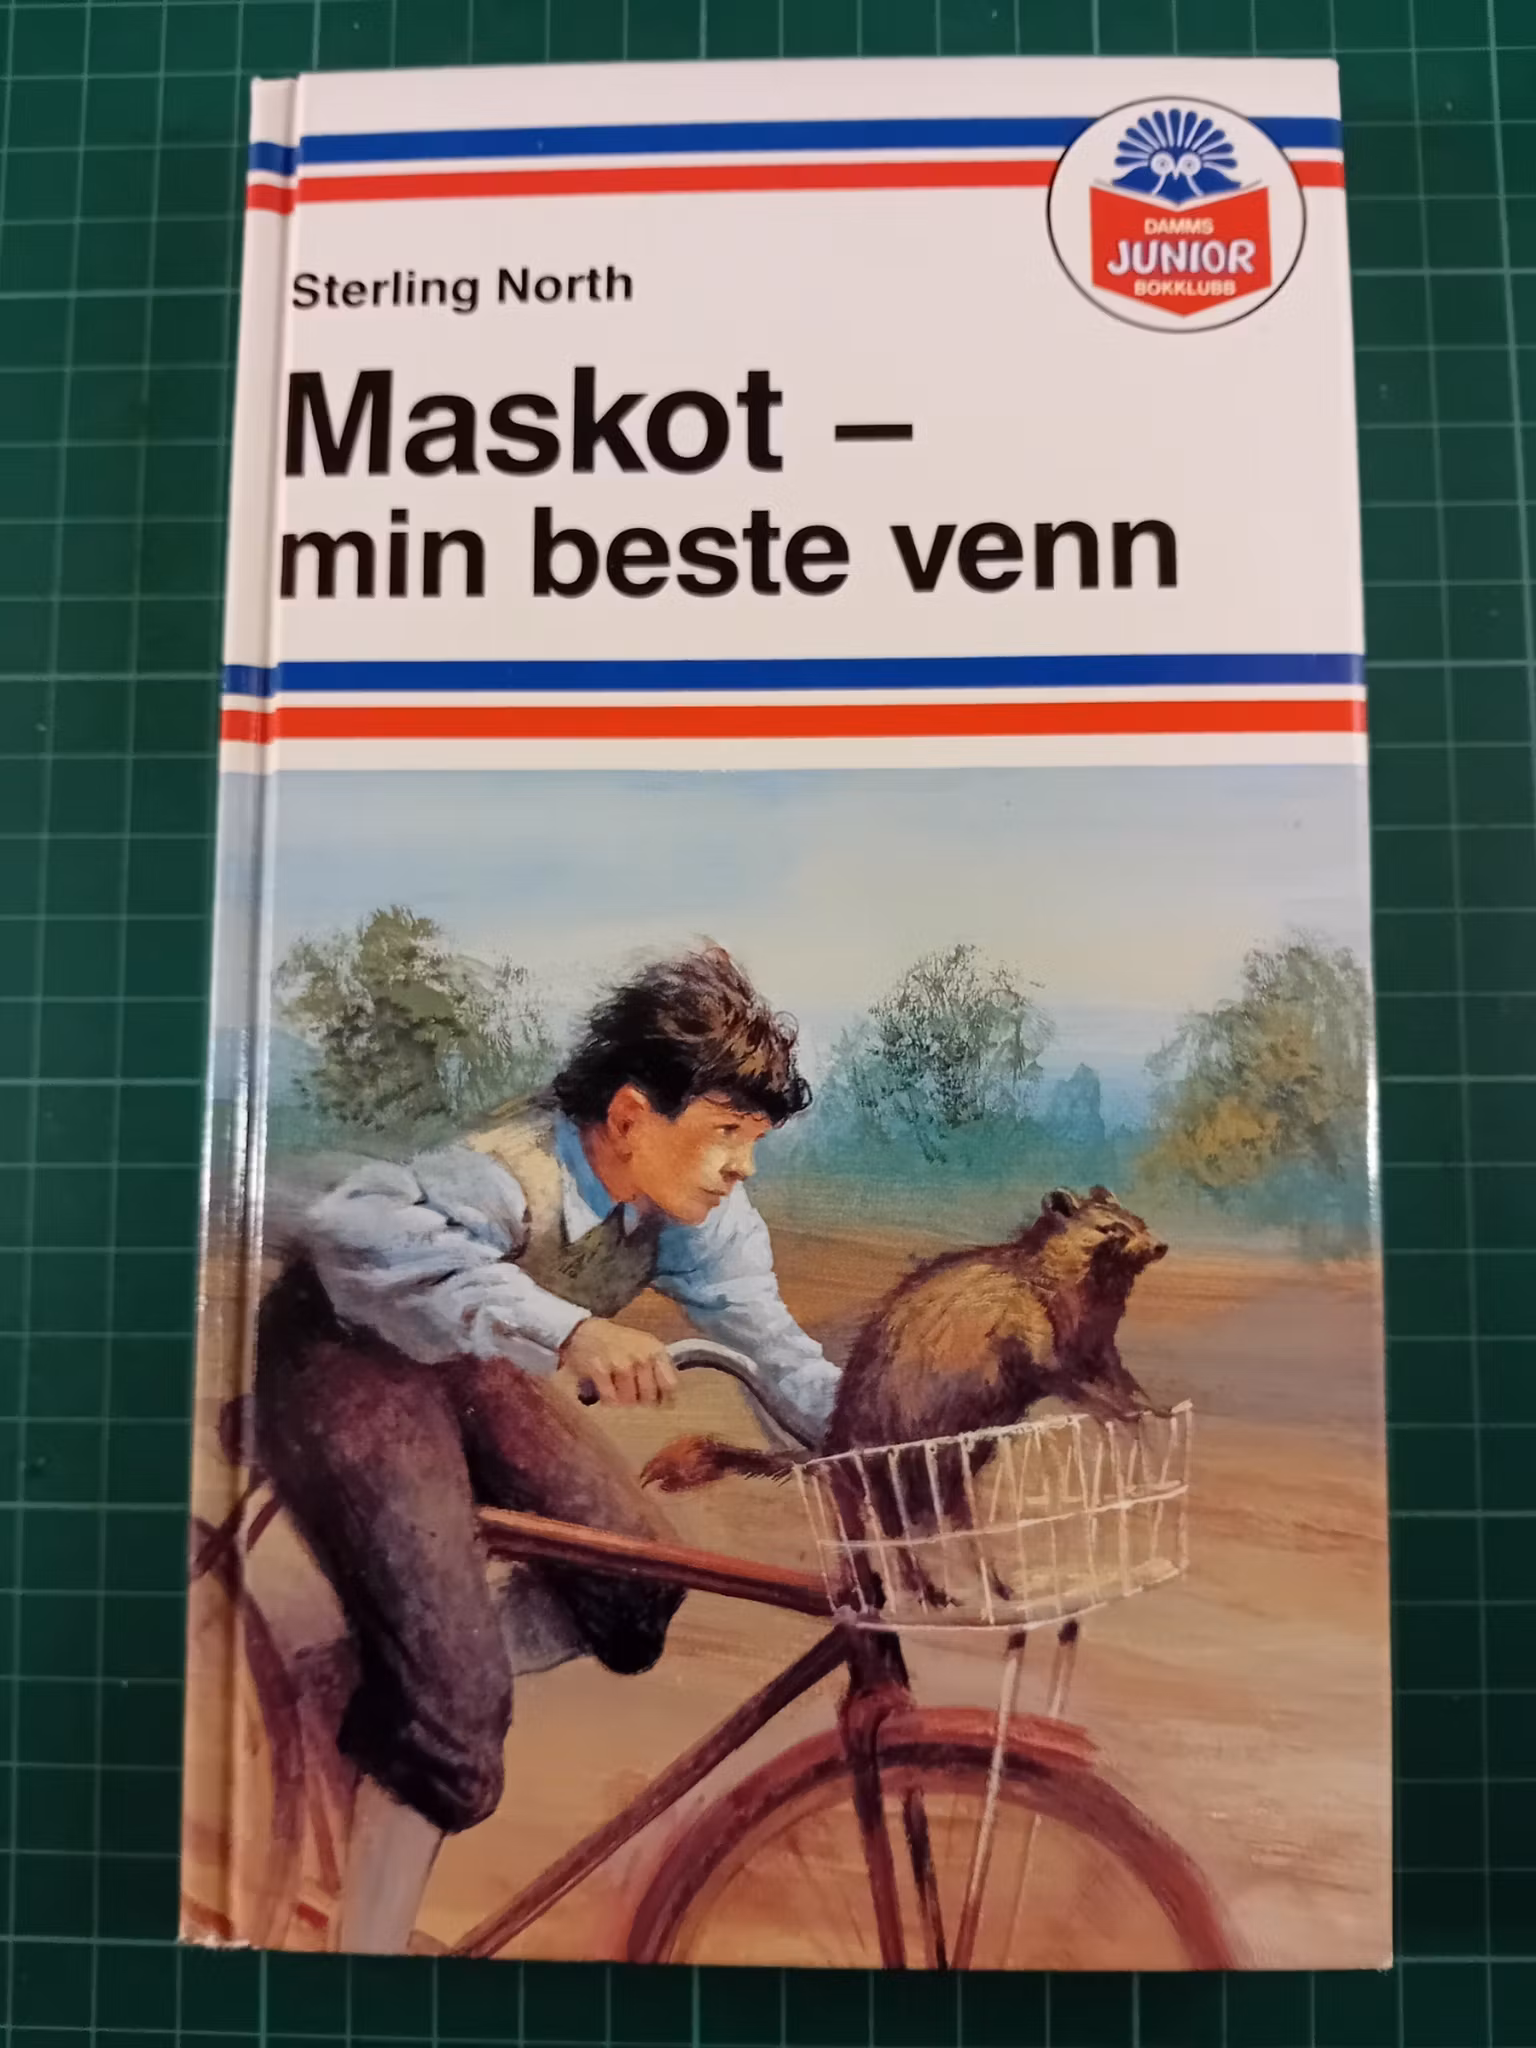 DAMMS
JUNIOR
BOKKLUBB
Sterling North
Maskot –
min beste venn